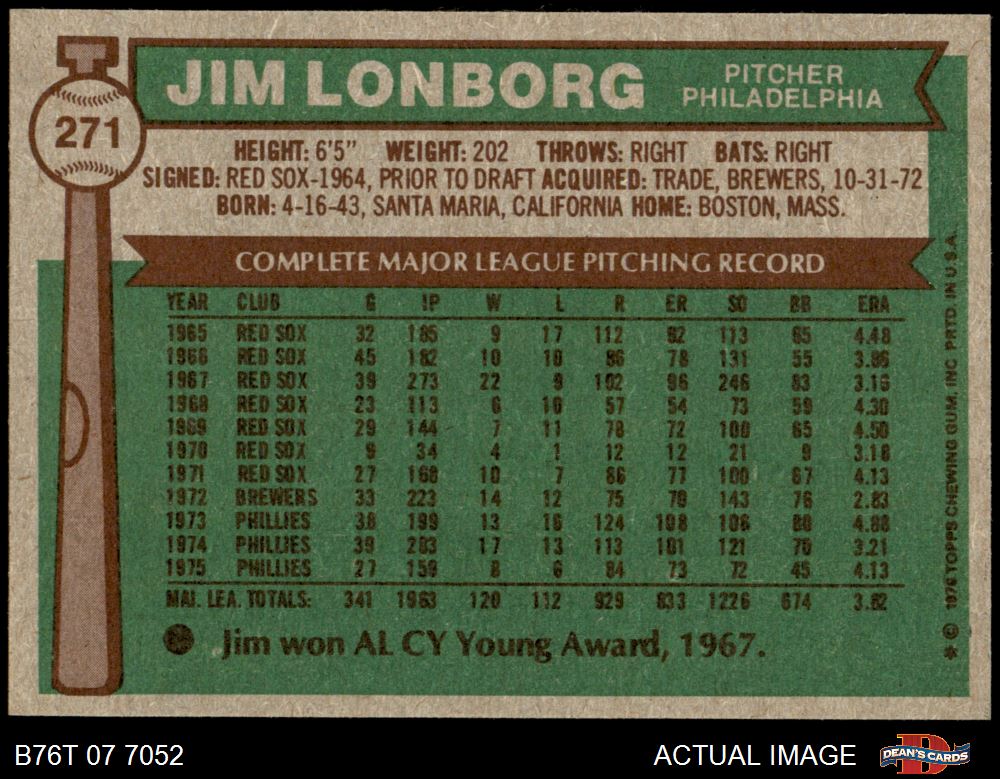 JIM LONBORG
PITCHER
PHILADELPHIA
271
HEIGHT: 6'5" WEIGHT: 202 THROWS: RIGHT BATS: RIGHT
SIGNED: RED SOX-1964, PRIOR TO DRAFT ACQUIRED: TRADE, BREWERS, 10-31-72
BORN: 4-16-43, SANTA MARIA, CALIFORNIA HOME: BOSTON, MASS.
COMPLETE MAJOR LEAGUE PITCHING RECORD
YEAR CLUB G IP W L R ER SO BB ERA
1965 RED SOX 32 185 9 17 112 92 113 65 4.48
1966 RED SOX 45 182 10 10 86 78 131 55 3.86
1967 RED SOX 39 273 22 9 102 96 246 83 3.16
1968 RED SOX 23 113 6 10 57 54 73 59 4.30
1969 RED SOX 29 144 7 11 78 72 100 65 4.50
1970 RED SOX 9 34 4 1 12 12 21 9 3.18
1971 RED SOX 27 168 10 7 86 77 100 67 4.13
1972 BREWERS 33 223 14 12 75 70 143 76 2.83
1973 PHILLIES 38 199 13 16 124 108 106 80 4.88
1974 PHILLIES 39 283 17 13 113 101 121 70 3.21
1975 PHILLIES 27 159 8 6 84 73 72 45 4.13
MAJ. LEA. TOTALS: 341 1963 120 112 929 833 1226 674 3.82
Jim won AL CY Young Award, 1967.
* © 1976 TOPPS CHEWING GUM, INC PRTD IN U.S.A.
B76T 07 7052
ACTUAL IMAGE
D
DEAN'S CARDS